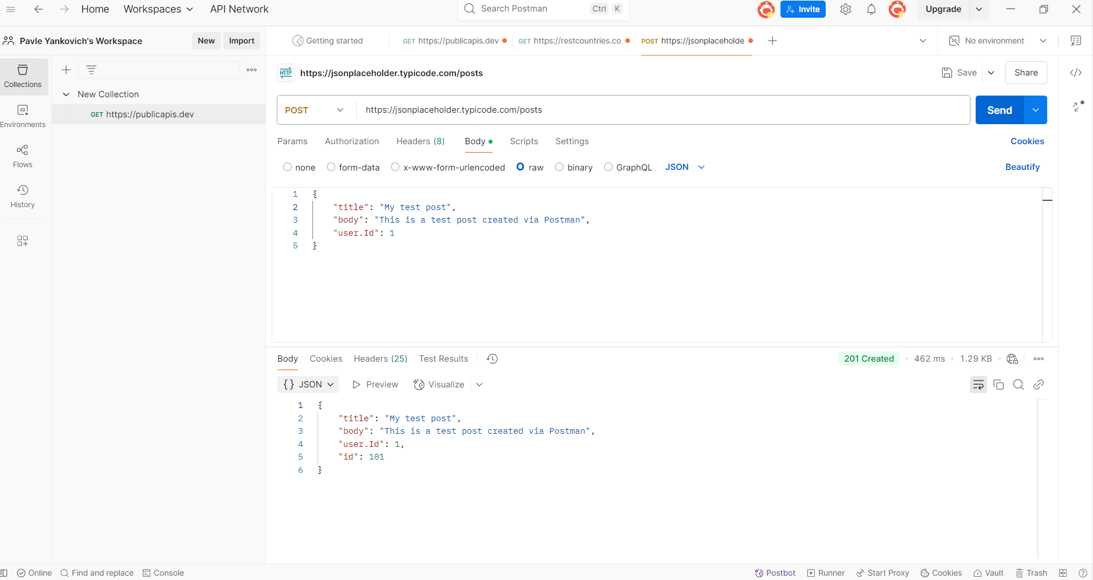 Home Workspaces API Network Search Postman Ctrl K Invite Upgrade
Pavle Yankovich's Workspace New Import Getting started GET https://publicapis.dev GET https://restcountries.co POST https://jsonplaceholde No environment
Collections
Environments
Flows
History
New Collection
GET https://publicapis.dev
HTTP https://jsonplaceholder.typicode.com/posts Save Share
POST https://jsonplaceholder.typicode.com/posts Send
Params Authorization Headers (8) Body Scripts Settings Cookies
none form-data x-www-form-urlencoded raw binary GraphQL JSON Beautify
1 {
2 "title": "My test post",
3 "body": "This is a test post created via Postman",
4 "user.Id": 1
5 }
Body Cookies Headers (25) Test Results 201 Created 462 ms 1.29 KB
{} JSON Preview Visualize
1 {
2 "title": "My test post",
3 "body": "This is a test post created via Postman",
4 "user.Id": 1,
5 "id": 101
6 }
Online Find and replace Console Postbot Runner Start Proxy Cookies Vault Trash